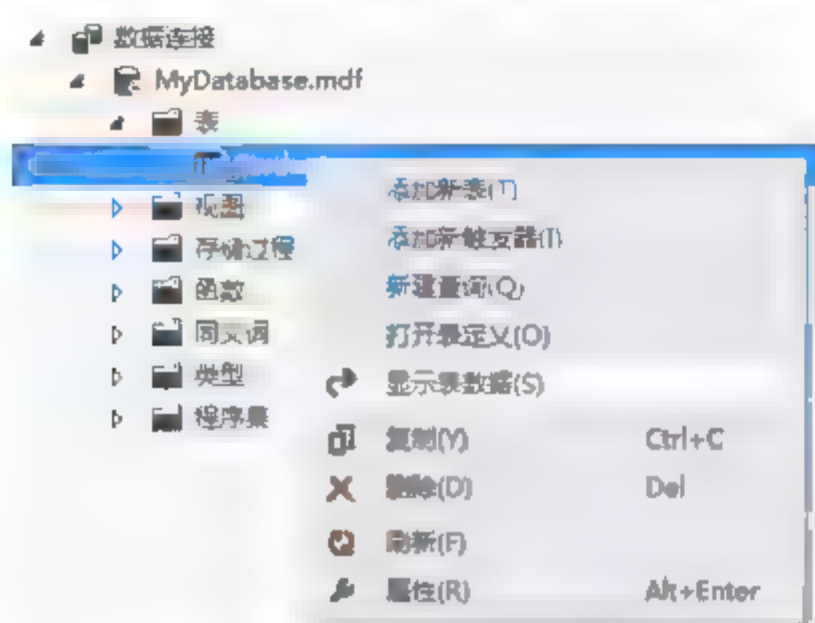 数据连接
MyDatabase.mdf
表
视图
存储过程
函数
同义词
类型
程序集
添加新表(T)
添加新触发器(I)
新建查询(Q)
打开表定义(O)
显示表数据(S)
复制(Y) Ctrl+C
删除(D) Del
刷新(F)
属性(R) Alt+Enter